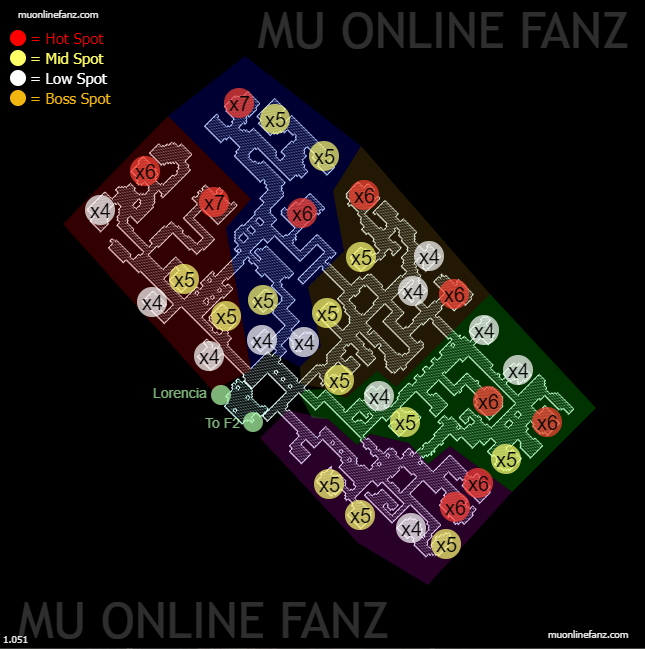 muonlinefanz.com
MU ONLINE FANZ
= Hot Spot
= Mid Spot
= Low Spot
= Boss Spot
x7
x5
x5
x6
x4
x7
x6
x6
x5
x4
x5
x4
x6
x4
x5
x5
x5
x4
x4
x4
x4
x4
x5
Lorencia
x4
x6
To F2
x5
x6
x5
x5
x6
x6
x5
x4
x5
MU ONLINE FANZ
1.051
muonlinefanz.com